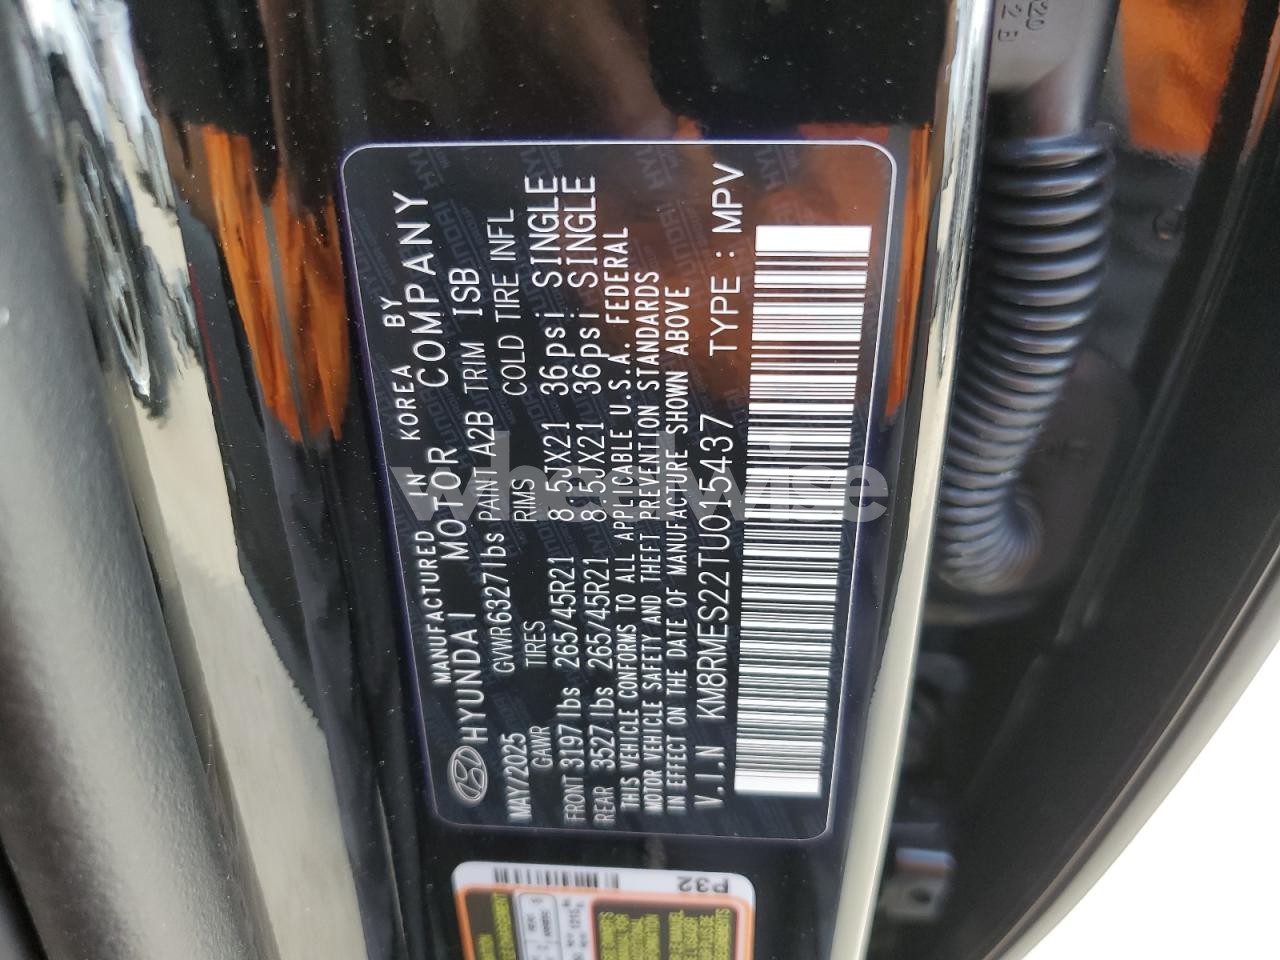 MANUFACTURED IN KOREA BY
HYUNDAI MOTOR COMPANY
MAY/2025 GVWR 6327lbs PAINT A2B TRIM ISB
GAWR TIRES RIMS COLD TIRE INFL
FRONT 3197lbs 265/45R21 8.5JX21 36psi SINGLE
REAR 3527lbs 265/45R21 8.5JX21 36psi SINGLE
THIS VEHICLE CONFORMS TO ALL APPLICABLE U.S.A. FEDERAL
MOTOR VEHICLE SAFETY AND THEFT PREVENTION STANDARDS
IN EFFECT ON THE DATE OF MANUFACTURE SHOWN ABOVE
V.I.N KM8RMES22TU015437 TYPE : MPV
wheelwise
P32